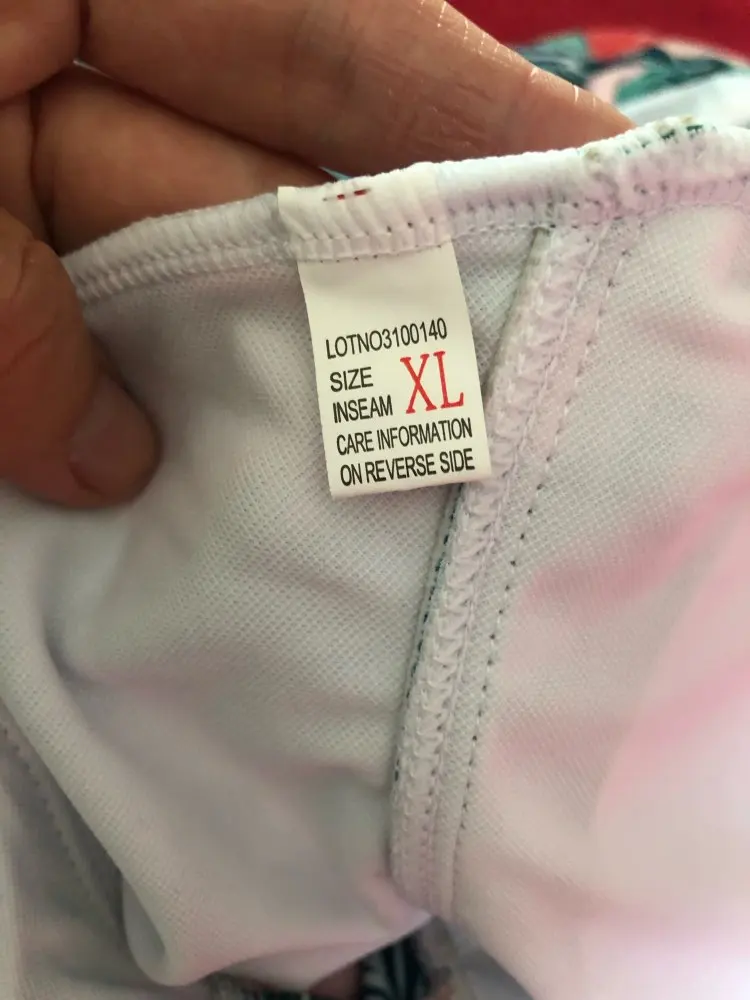 LOTNO3100140
SIZE XL
INSEAM
CARE INFORMATION
ON REVERSE SIDE